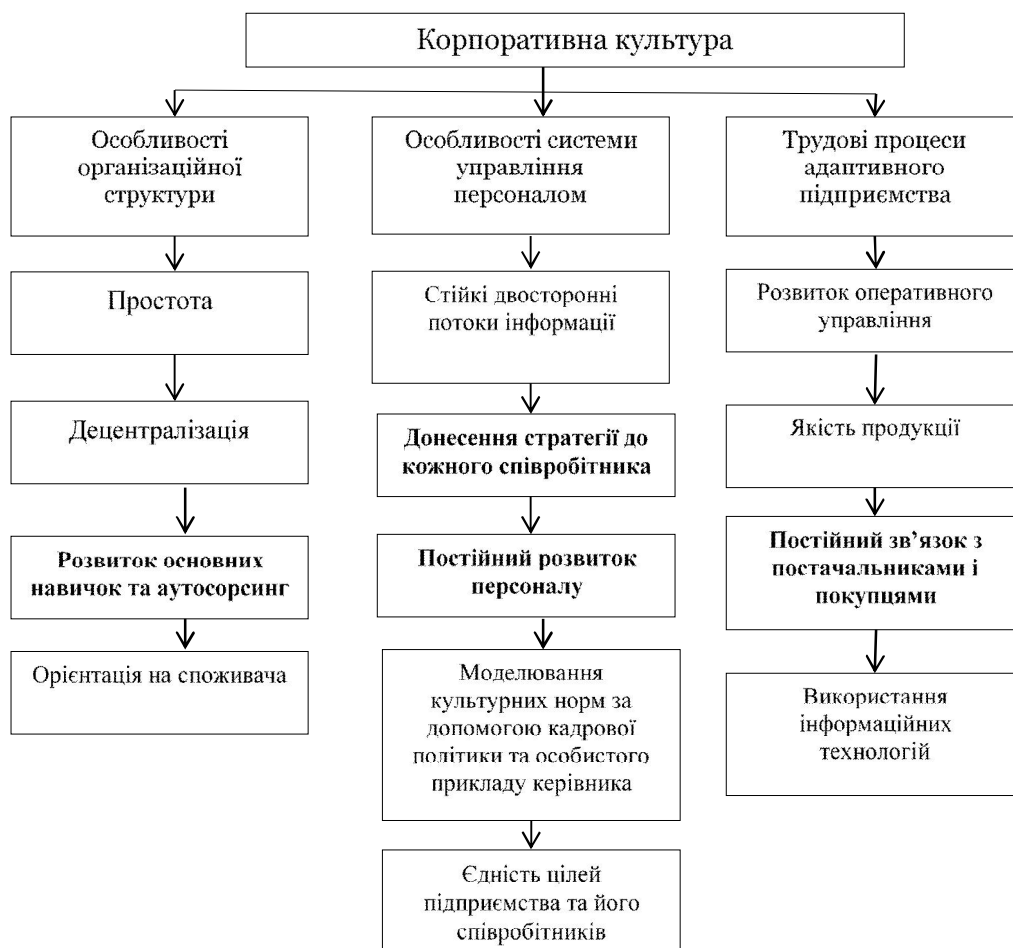 Корпоративна культура
Особливості
організаційної
структури
Простота
Децентралізація
Розвиток основних
навичок та аутосорсинг
Орієнтація на споживача
Особливості системи
управління
персоналом
Стійкі двосторонні
потоки інформації
Донесення стратегії до
кожного співробітника
Постійний розвиток
персоналу
Моделювання
культурних норм за
допомогою кадрової
політики та особистого
прикладу керівника
Єдність цілей
підприємства та його
співробітників
Трудові процеси
адаптивного
підприємства
Розвиток оперативного
управління
Якість продукції
Постійний зв’язок з
постачальниками і
покупцями
Використання
інформаційних
технологій